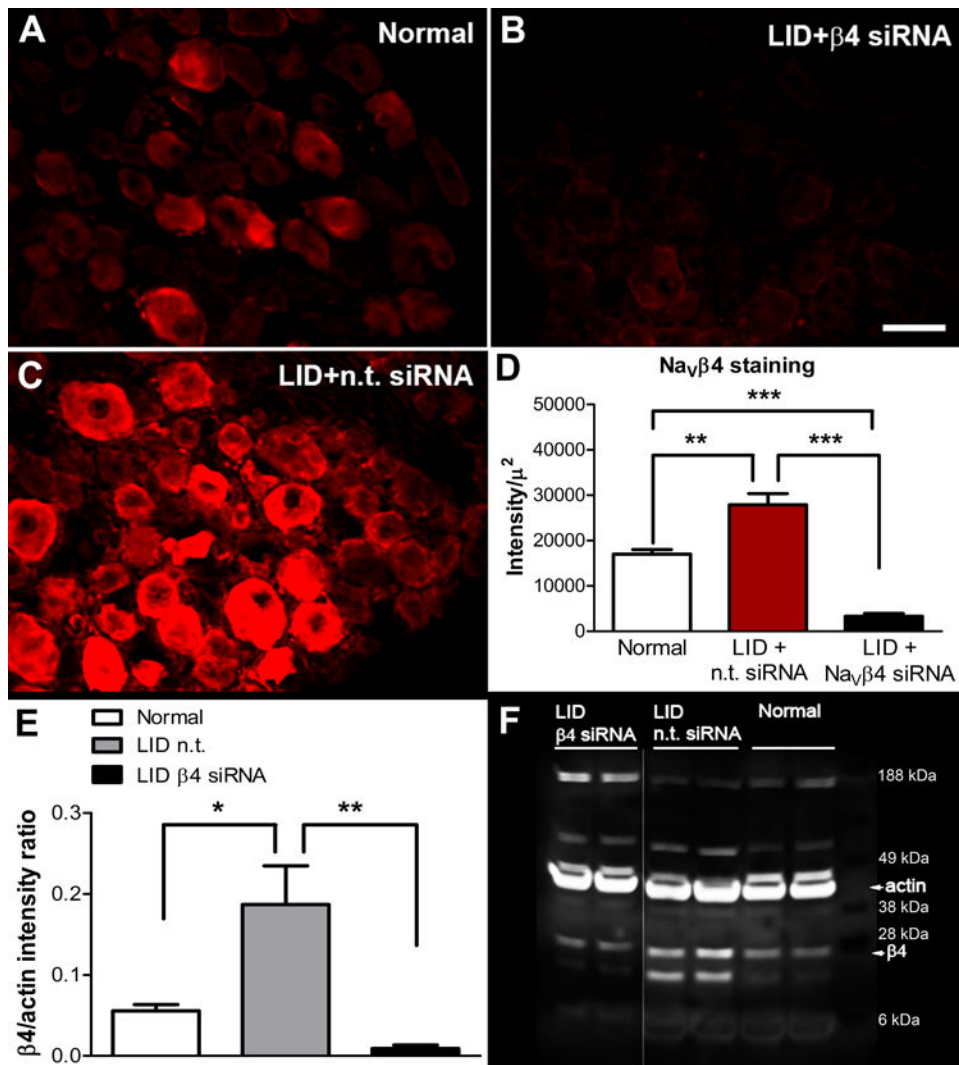 A
Normal
B
LID+β4 siRNA
C
LID+n.t. siRNA
D
NaVβ4 staining
50000
40000
30000
20000
10000
0
Intensity/µ2
***
**
***
Normal
LID +
n.t. siRNA
LID +
NaVβ4 siRNA
E
Normal
LID n.t.
LID β4 siRNA
0.3
0.2
0.1
0.0
β4/actin intensity ratio
*
**
F
LID
β4 siRNA
LID
n.t. siRNA
Normal
188 kDa
49 kDa
actin
38 kDa
28 kDa
β4
6 kDa